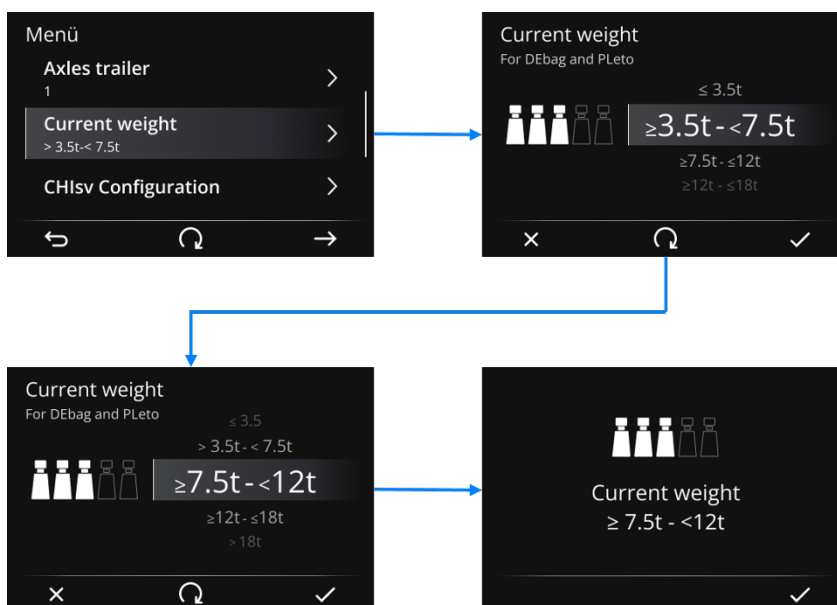 Menü
Axles trailer
1
Current weight
> 3.5t-< 7.5t
CHIsv Configuration
Current weight
For DEbag and PLeto
≤ 3.5t
≥3.5t - <7.5t
≥7.5t - ≤12t
≥12t - ≤18t
Current weight
For DEbag and PLeto
≤ 3.5
> 3.5t - < 7.5t
≥7.5t - <12t
≥12t - ≤18t
> 18t
Current weight
≥ 7.5t - <12t